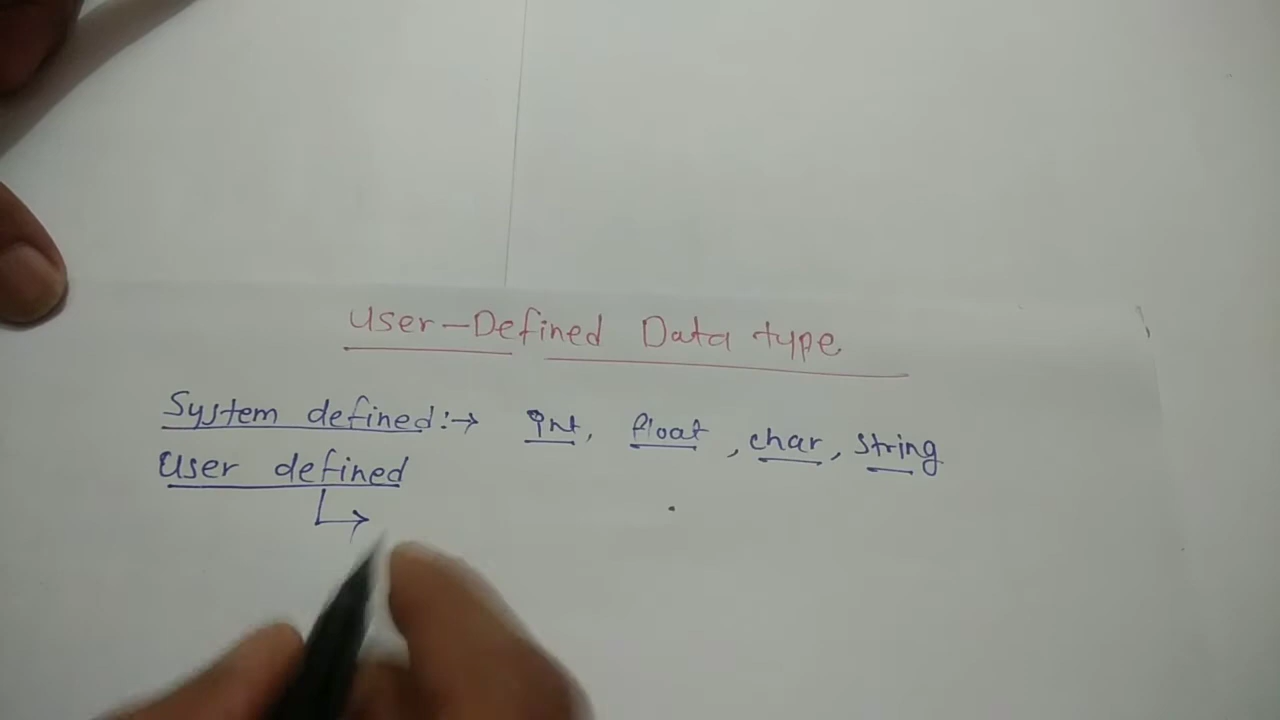 User-Defined Data type
System defined:→ int, float, char, string
User defined
↳